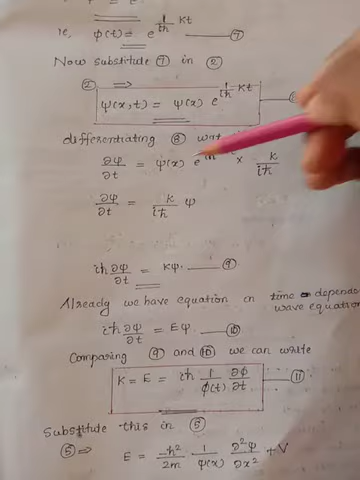 ie, φ(t) = e^{1/iħ Kt} ——— ⑦
Now substitute ⑦ in ②
② ⟹
ψ(x,t) = ψ(x) e^{1/iħ Kt}
differentiating ⑧
∂ψ/∂t = ψ(x) e × k/iħ
∂ψ/∂t = k/iħ ψ
iħ ∂ψ/∂t = Kψ. ——— ⑨
Already we have equation on time - depende
wave equation
iħ ∂ψ/∂t = Eψ. ——— ⑩
Comparing ⑨ and ⑩ we can write
K = E = iħ 1/φ(t) ∂φ/∂t ——— ⑪
Substitute this in ⑤
⑤ ⟹ E = -ħ²/2m · 1/ψ(x) ∂²ψ/∂x² + V